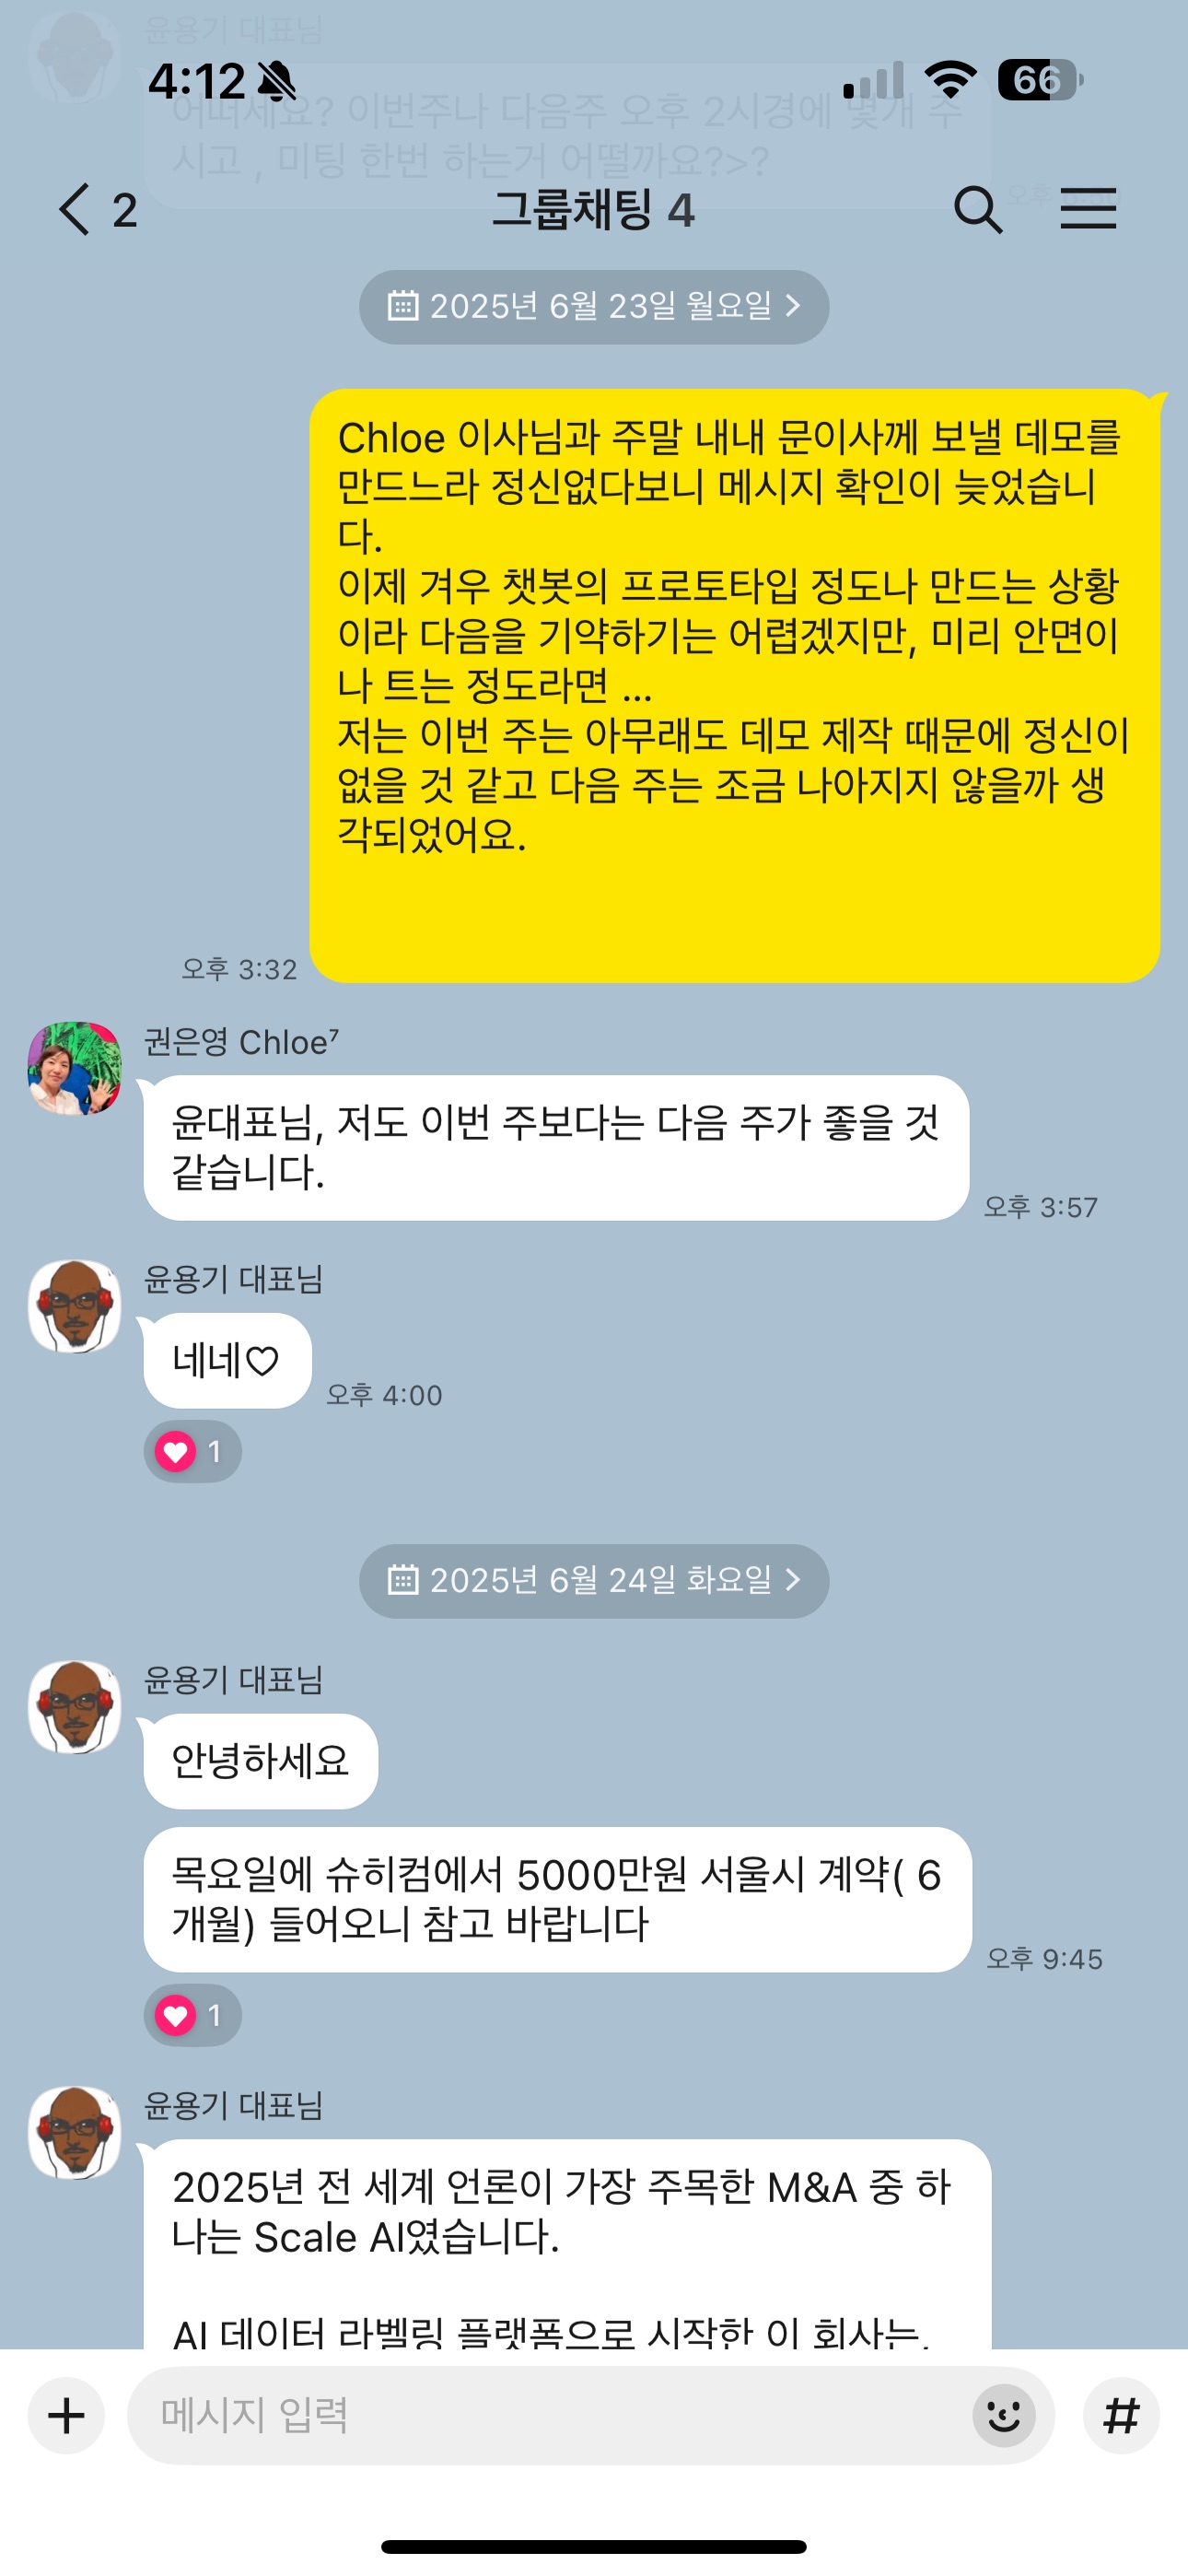 윤용기 대표님
4:12
66
어떠세요? 이번주나 다음주 오후 2시경에 몇개 주
시고 , 미팅 한번 하는거 어떨까요?>?
2
그룹채팅 4
오후
2025년 6월 23일 월요일
Chloe 이사님과 주말 내내 문이사께 보낼 데모를
만드느라 정신없다보니 메시지 확인이 늦었습니
다.
이제 겨우 챗봇의 프로토타입 정도나 만드는 상황
이라 다음을 기약하기는 어렵겠지만, 미리 안면이
나 트는 정도라면 ...
저는 이번 주는 아무래도 데모 제작 때문에 정신이
없을 것 같고 다음 주는 조금 나아지지 않을까 생
각되었어요.
오후 3:32
권은영 Chloe⁷
윤대표님, 저도 이번 주보다는 다음 주가 좋을 것
같습니다.
오후 3:57
윤용기 대표님
네네♡
오후 4:00
1
2025년 6월 24일 화요일
윤용기 대표님
안녕하세요
목요일에 슈히컴에서 5000만원 서울시 계약( 6
개월) 들어오니 참고 바랍니다
오후 9:45
1
윤용기 대표님
2025년 전 세계 언론이 가장 주목한 M&A 중 하
나는 Scale AI였습니다.
AI 데이터 라벨링 플랫폼으로 시작한 이 회사는,
메시지 입력
#